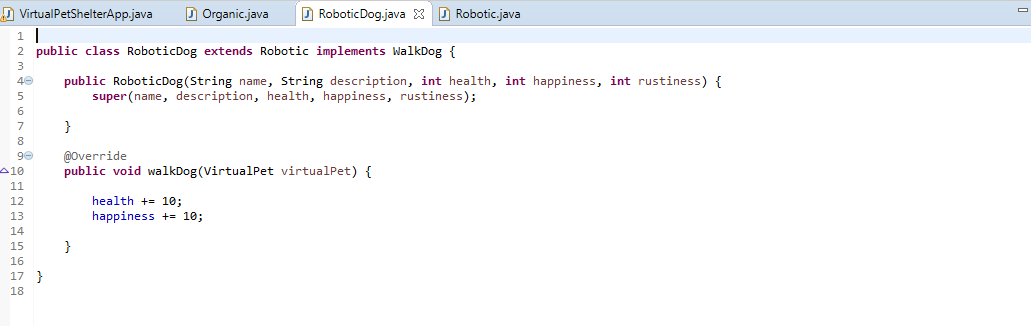 VirtualPetShelterApp.java Organic.java RoboticDog.java Robotic.java
1
2 public class RoboticDog extends Robotic implements WalkDog {
3
4 public RoboticDog(String name, String description, int health, int happiness, int rustiness) {
5 super(name, description, health, happiness, rustiness);
6
7 }
8
9 @Override
10 public void walkDog(VirtualPet virtualPet) {
11
12 health += 10;
13 happiness += 10;
14
15 }
16
17 }
18